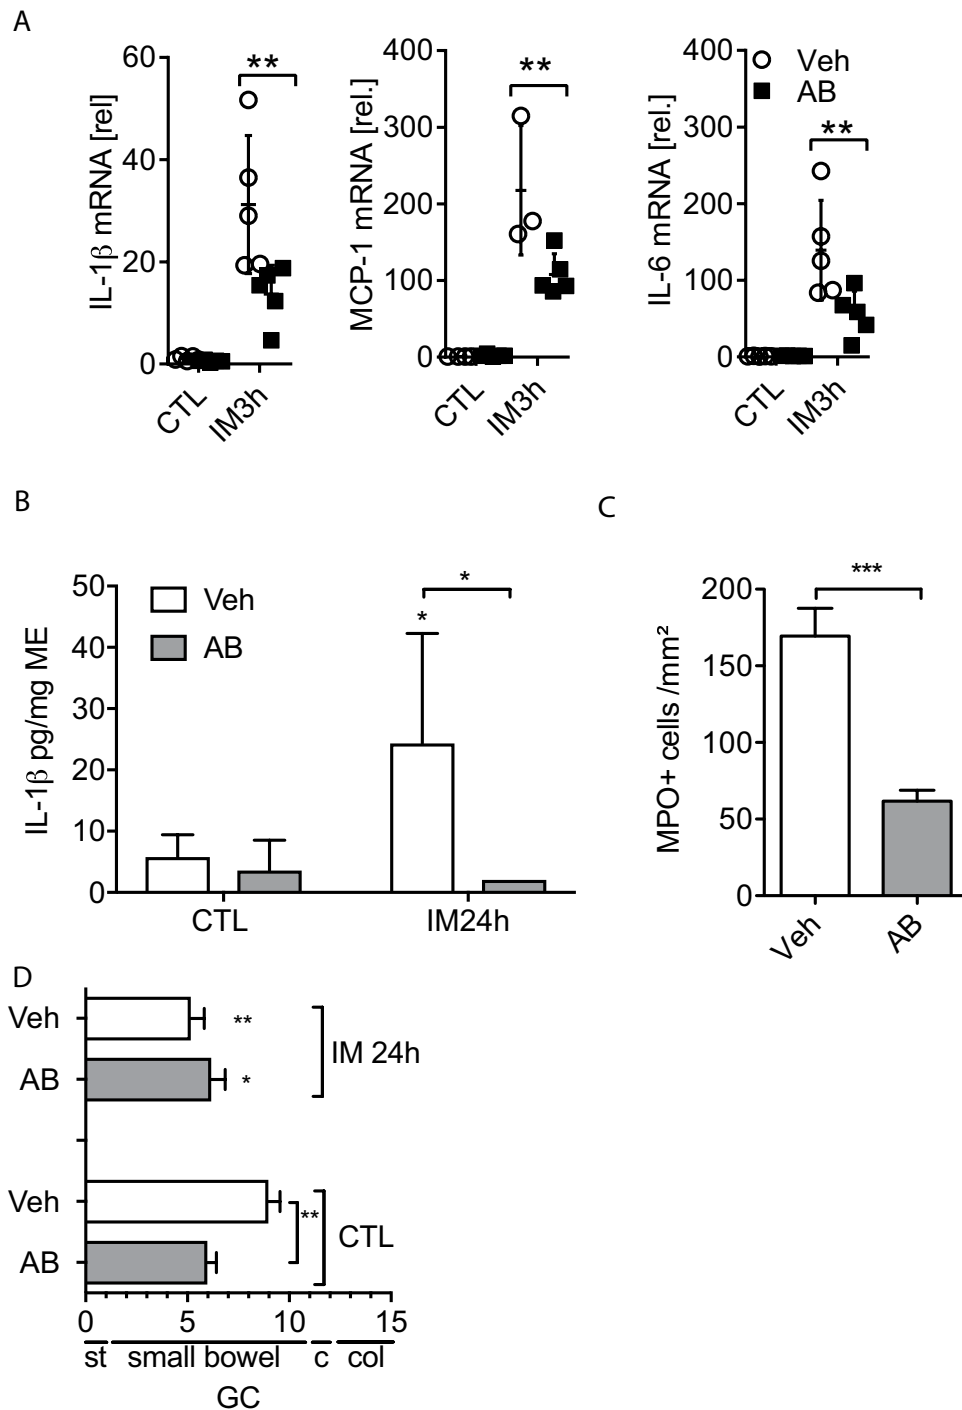 A
IL-1β mRNA [rel]
60
40
20
0
**
CTL
IM3h
MCP-1 mRNA [rel.]
400
300
200
100
0
**
CTL
IM3h
IL-6 mRNA [rel.]
400
300
200
100
0
Veh
AB
**
CTL
IM3h
B
IL-1β pg/mg ME
50
40
30
20
10
0
Veh
AB
*
*
CTL
IM24h
C
MPO+ cells /mm²
200
150
100
50
0
***
Veh
AB
D
Veh
**
AB
*
IM 24h
Veh
**
AB
CTL
0 5 10 15
st small bowel c col
GC